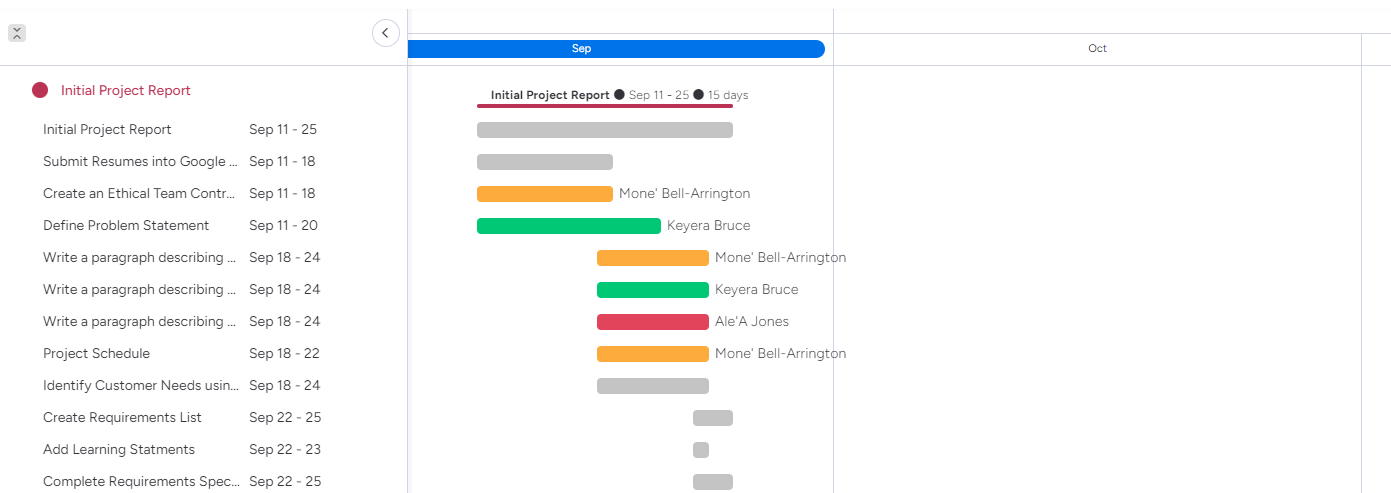 Sep
Oct
Initial Project Report
Initial Project Report ● Sep 11 - 25 ● 15 days
Initial Project Report Sep 11 - 25
Submit Resumes into Google ... Sep 11 - 18
Create an Ethical Team Contr... Sep 11 - 18 Mone' Bell-Arrington
Define Problem Statement Sep 11 - 20 Keyera Bruce
Write a paragraph describing ... Sep 18 - 24 Mone' Bell-Arrington
Write a paragraph describing ... Sep 18 - 24 Keyera Bruce
Write a paragraph describing ... Sep 18 - 24 Ale'A Jones
Project Schedule Sep 18 - 22 Mone' Bell-Arrington
Identify Customer Needs usin... Sep 18 - 24
Create Requirements List Sep 22 - 25
Add Learning Statments Sep 22 - 23
Complete Requirements Spec... Sep 22 - 25